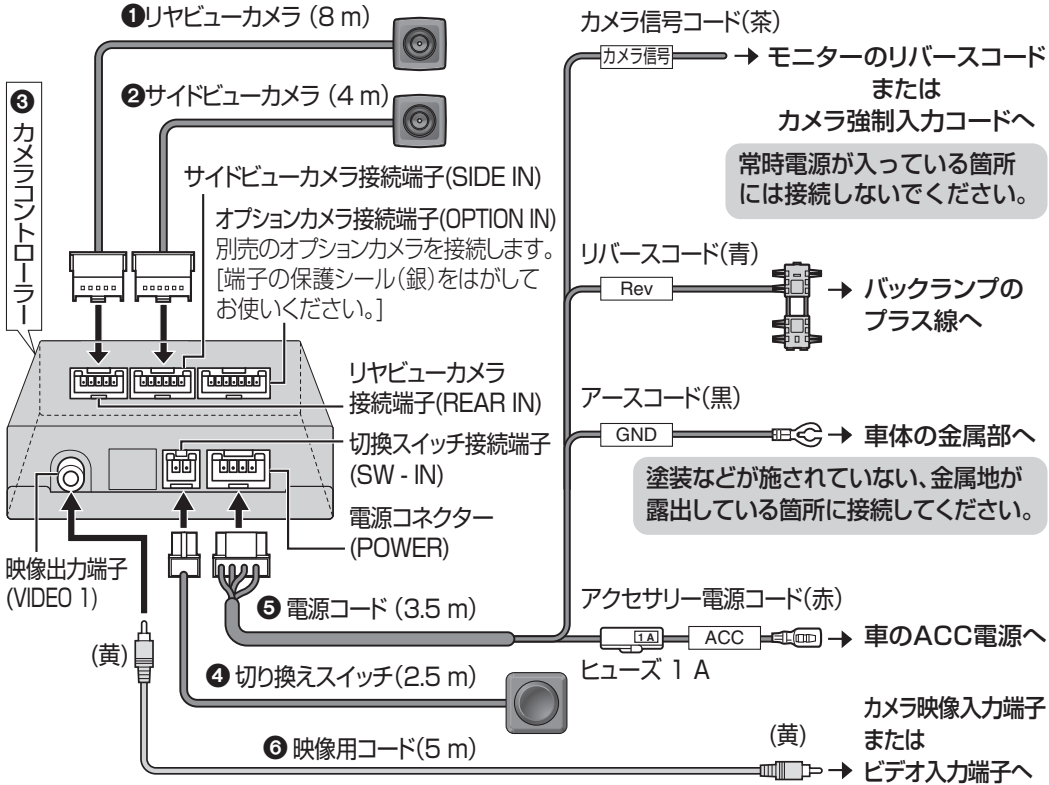 ❶リヤビューカメラ (8 m)
❷サイドビューカメラ (4 m)
❸カメラコントローラー
サイドビューカメラ接続端子(SIDE IN)
オプションカメラ接続端子(OPTION IN)
別売のオプションカメラを接続します。
[端子の保護シール(銀)をはがして
お使いください。]
リヤビューカメラ
接続端子(REAR IN)
切換スイッチ接続端子
(SW - IN)
電源コネクター
(POWER)
映像出力端子
(VIDEO 1)
(黄)
❺ 電源コード (3.5 m)
❹ 切り換えスイッチ(2.5 m)
❻ 映像用コード(5 m)
カメラ信号コード(茶)
カメラ信号
→ モニターのリバースコード
または
カメラ強制入力コードへ
常時電源が入っている箇所
には接続しないでください。
リバースコード(青)
Rev
→ バックランプの
プラス線へ
アースコード(黒)
GND
→ 車体の金属部へ
塗装などが施されていない、金属地が
露出している箇所に接続してください。
アクセサリー電源コード(赤)
1A
ACC
→ 車のACC電源へ
ヒューズ 1 A
(黄)
カメラ映像入力端子
または
→ ビデオ入力端子へ